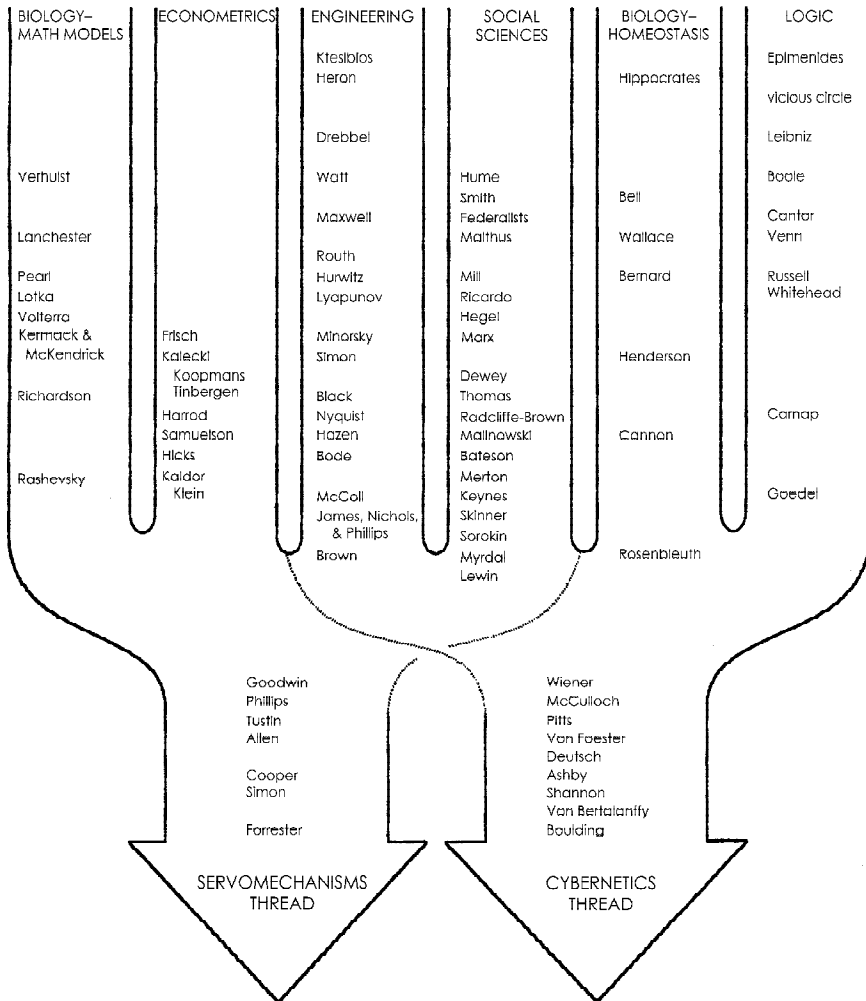 BIOLOGY–
MATH MODELS
Verhulst
Lanchester
Pearl
Lotka
Volterra
Kermack &
McKendrick
Richardson
Rashevsky
ECONOMETRICS
Frisch
Kalecki
Koopmans
Tinbergen
Harrod
Samuelson
Hicks
Kaldor
Klein
ENGINEERING
Ktesibios
Heron
Drebbel
Watt
Maxwell
Routh
Hurwitz
Lyapunov
Minorsky
Simon
Black
Nyquist
Hazen
Bode
McColl
James, Nichols,
& Phillips
Brown
SOCIAL
SCIENCES
Hume
Smith
Federalists
Malthus
Mill
Ricardo
Hegel
Marx
Dewey
Thomas
Radcliffe-Brown
Malinowski
Bateson
Merton
Keynes
Skinner
Sorokin
Myrdal
Lewin
BIOLOGY–
HOMEOSTASIS
Hippocrates
Bell
Wallace
Bernard
Henderson
Cannon
Rosenbleuth
LOGIC
Epimenides
vicious circle
Leibniz
Boole
Cantor
Venn
Russell
Whitehead
Carnap
Goedel
Goodwin
Phillips
Tustin
Allen
Cooper
Simon
Forrester
SERVOMECHANISMS
THREAD
Wiener
McCulloch
Pitts
Von Foester
Deutsch
Ashby
Shannon
Van Bertalanffy
Boulding
CYBERNETICS
THREAD